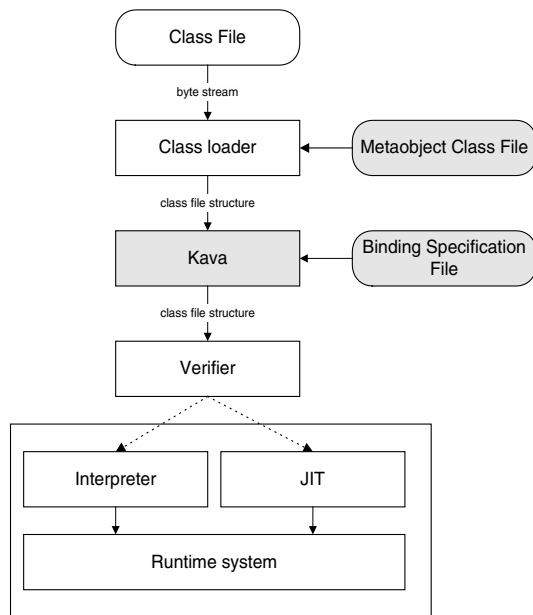 Class File
byte stream
Class loader
Metaobject Class File
class file structure
Kava
Binding Specification
File
class file structure
Verifier
Interpreter
JIT
Runtime system